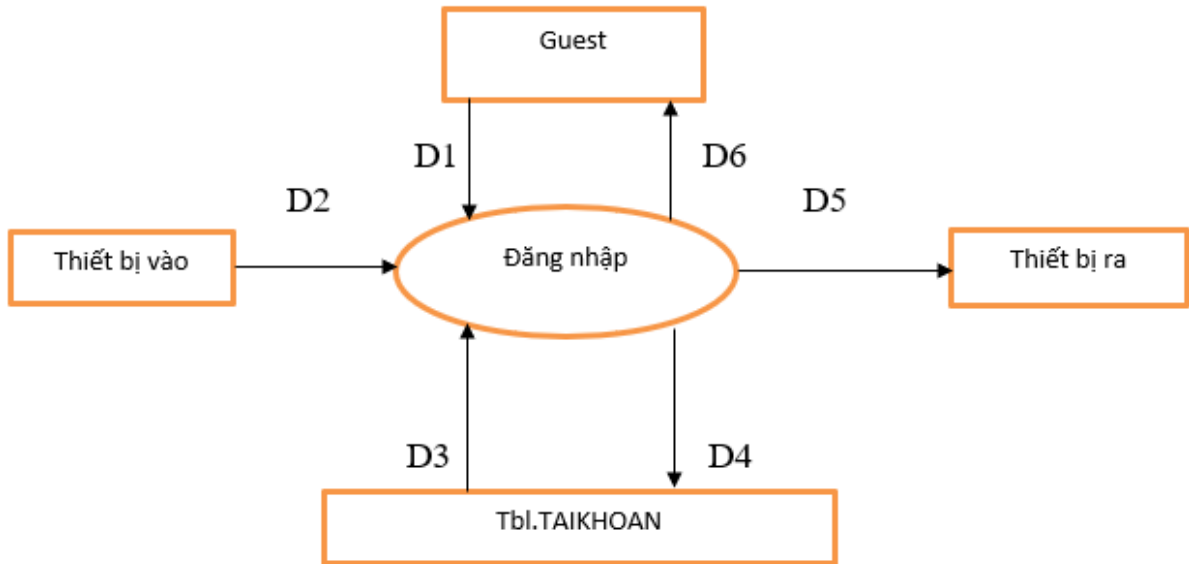 Guest
D1
D6
D2
D5
Thiết bị vào
Đăng nhập
Thiết bị ra
D3
D4
Tbl.TAIKHOAN